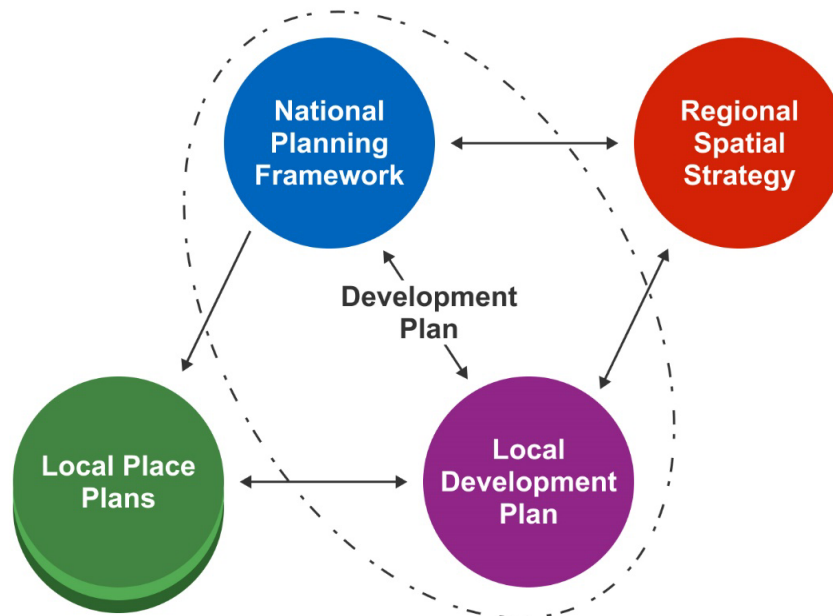 National
Planning
Framework
Regional
Spatial
Strategy
Development
Plan
Local Place
Plans
Local
Development
Plan